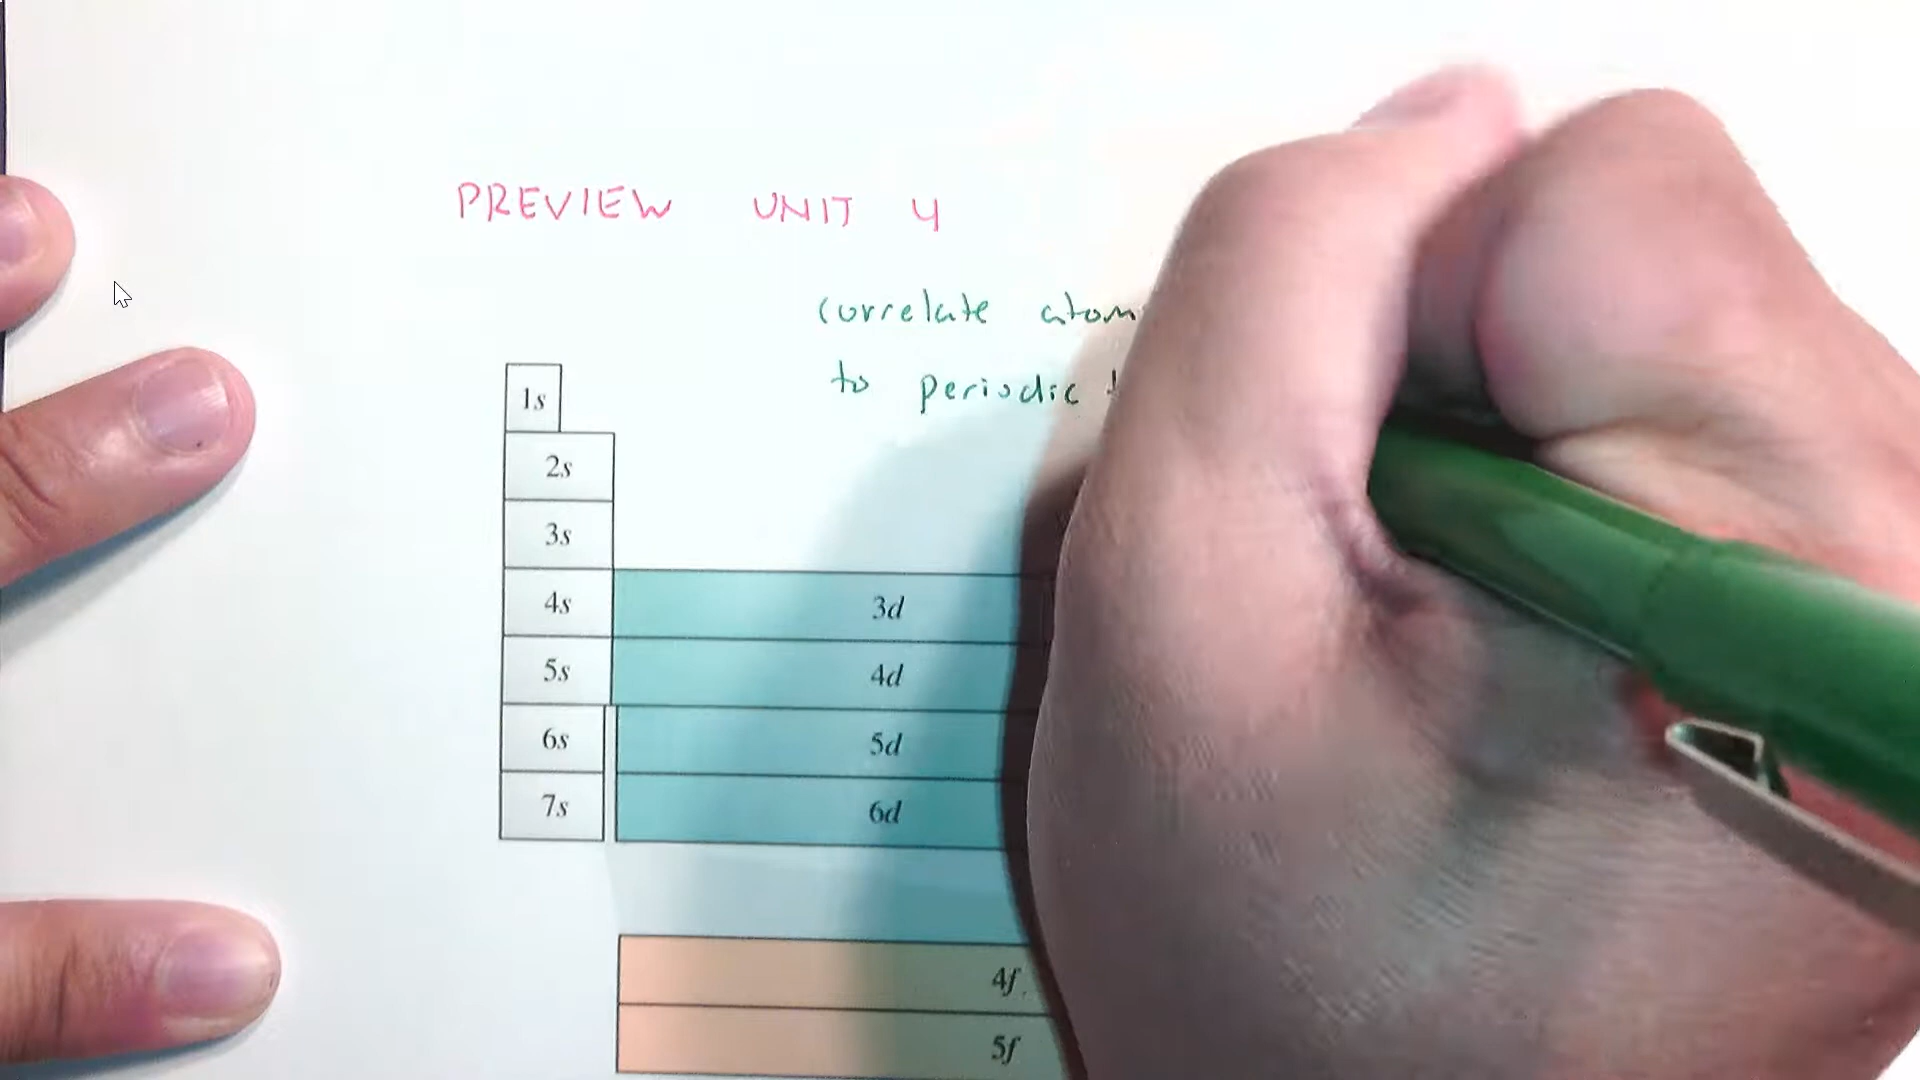 PREVIEW UNIT 4
correlate
to periodic
1s
2s
3s
4s 3d
5s 4d
6s 5d
7s 6d
4f
5f